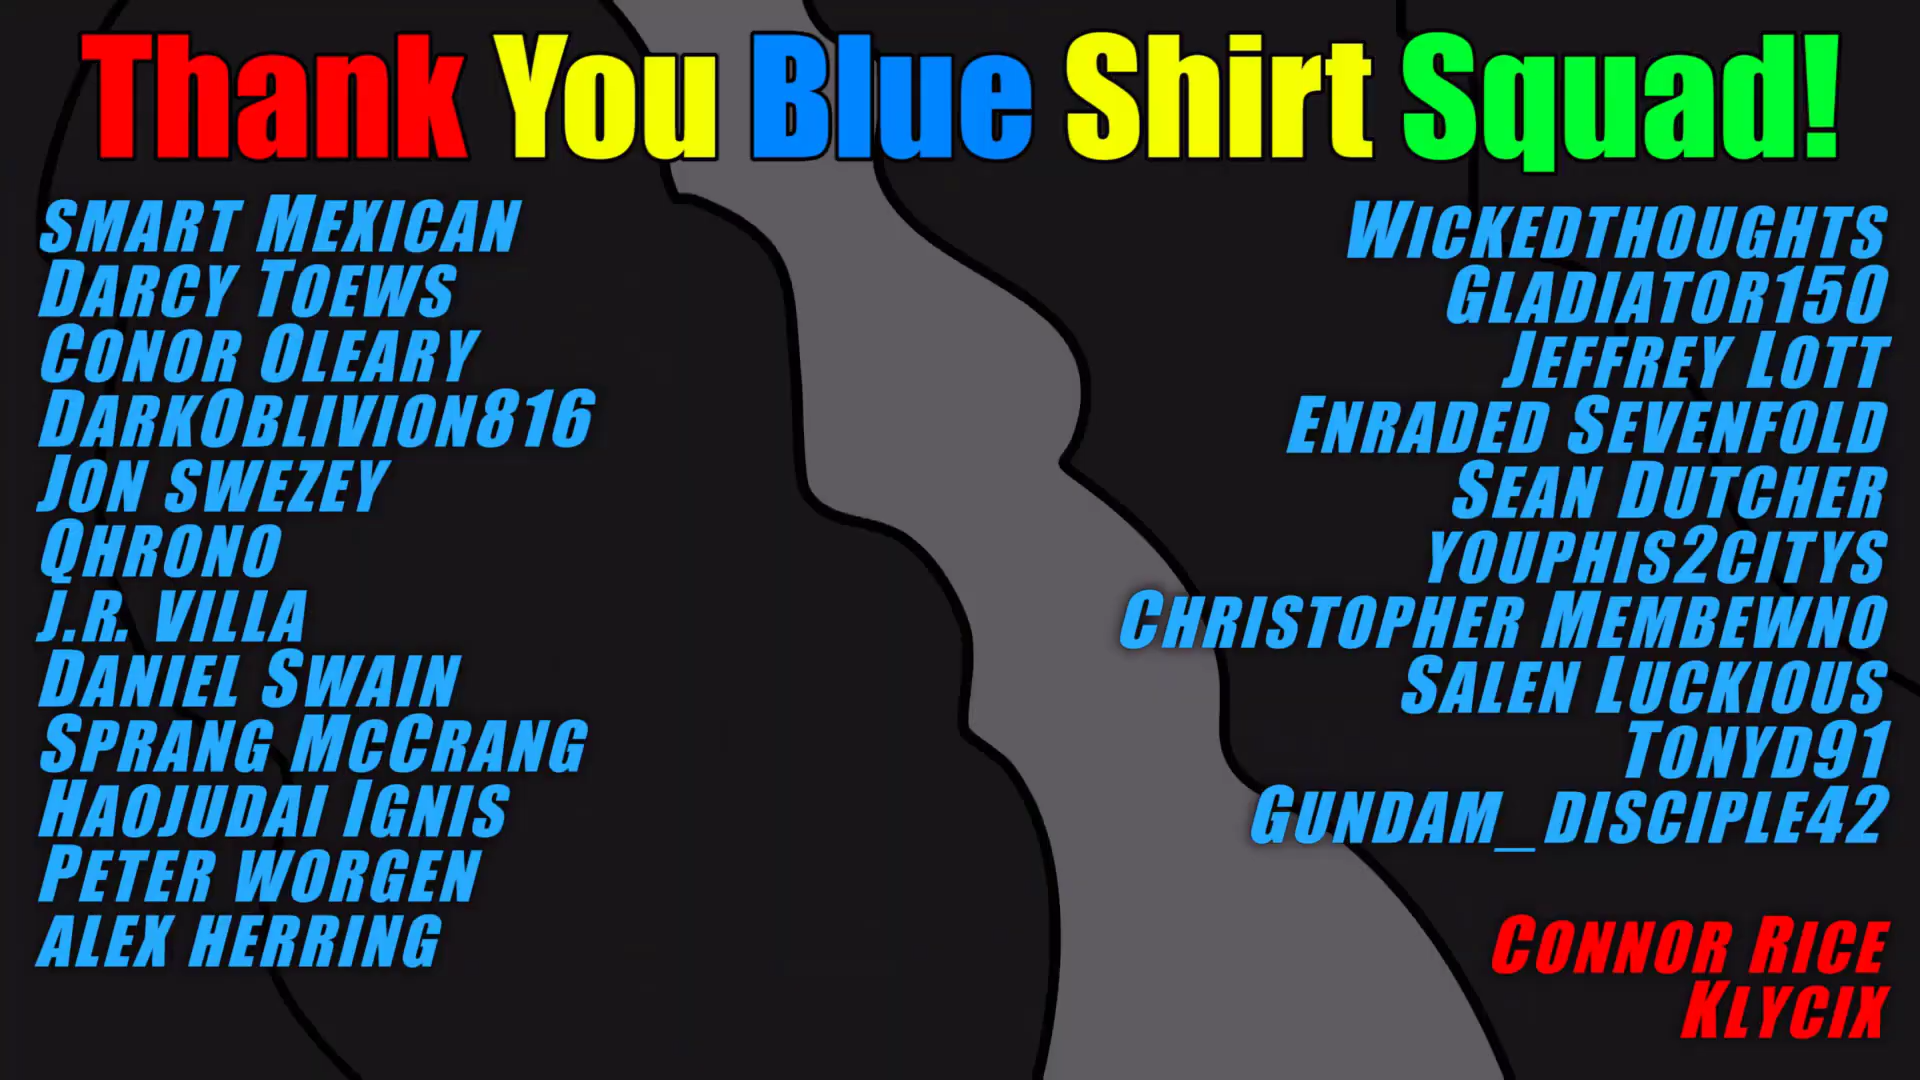 Thank You Blue Shirt Squad!
smart Mexican
Darcy Toews
Conor Oleary
DarkOblivion816
Jon swezey
Qhrono
J.R. villa
Daniel Swain
Sprang McCrang
Haojudai Ignis
Peter worgen
alex herring
Wickedthoughts
Gladiator150
Jeffrey Lott
Enraded Sevenfold
Sean Dutcher
youphis2citys
Christopher Membewno
Salen Luckious
Tonyd91
Gundam_disciple42
Connor Rice
Klycix